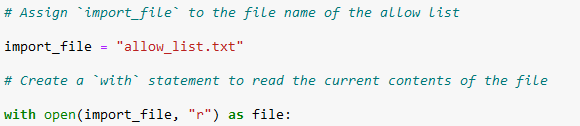 # Assign `import_file` to the file name of the allow list
import_file = "allow_list.txt"
# Create a `with` statement to read the current contents of the file
with open(import_file, "r") as file: